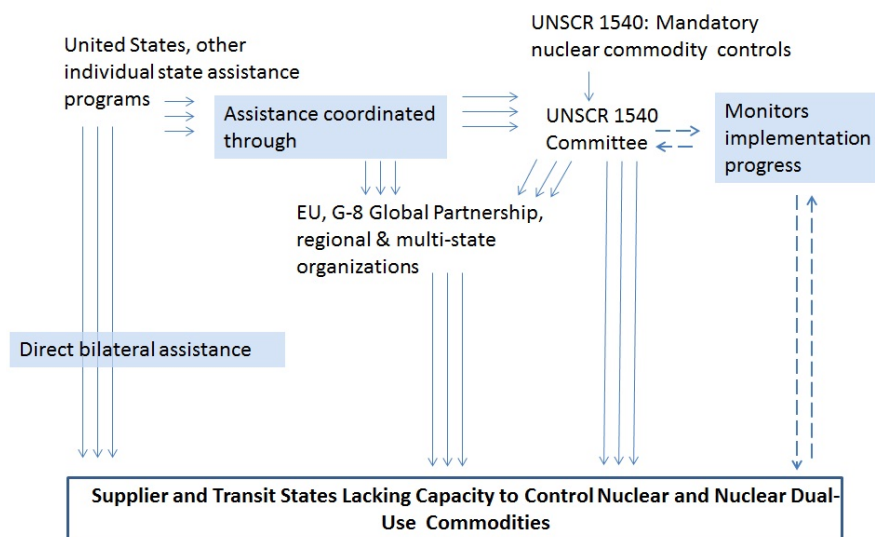 United States, other
individual state assistance
programs
UNSCR 1540: Mandatory
nuclear commodity controls
Assistance coordinated
through
UNSCR 1540
Committee
Monitors
implementation
progress
EU, G-8 Global Partnership,
regional & multi-state
organizations
Direct bilateral assistance
Supplier and Transit States Lacking Capacity to Control Nuclear and Nuclear Dual-
Use Commodities